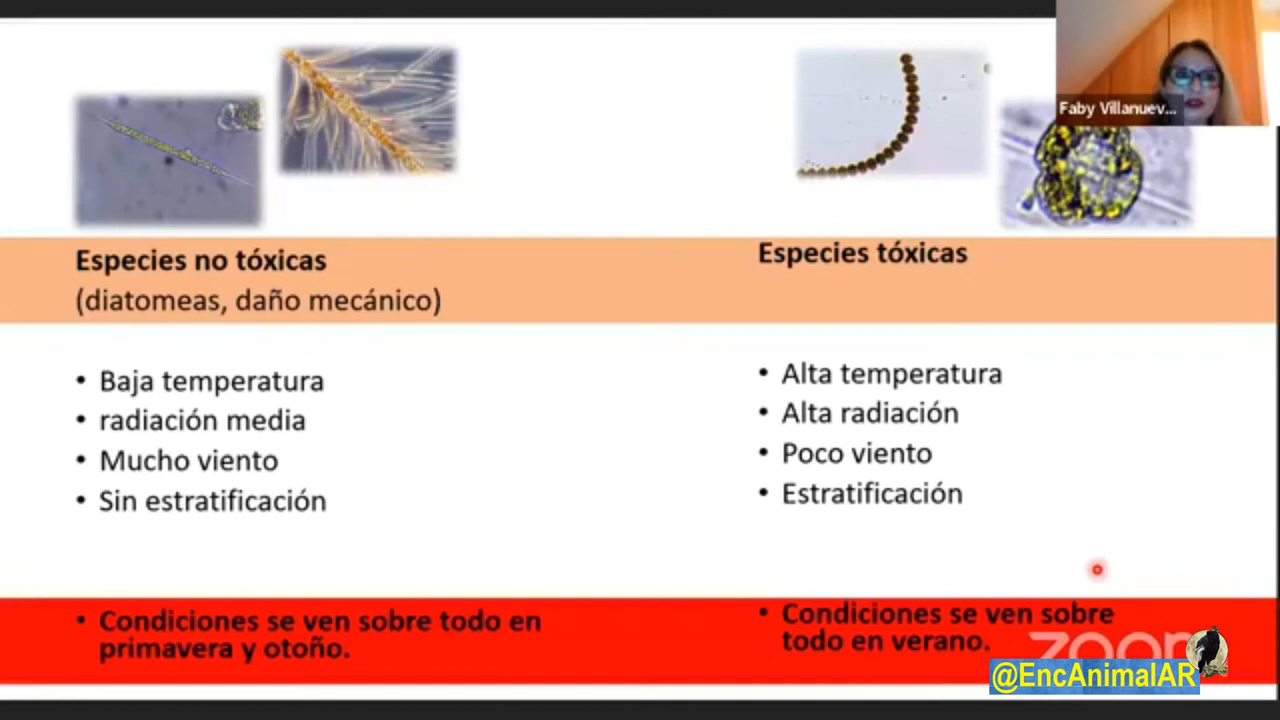 Faby Villanuev...
Especies no tóxicas
(diatomeas, daño mecánico)
• Baja temperatura
• radiación media
• Mucho viento
• Sin estratificación
• Condiciones se ven sobre todo en
primavera y otoño.
Especies tóxicas
• Alta temperatura
• Alta radiación
• Poco viento
• Estratificación
• Condiciones se ven sobre
todo en verano.
zoom
@EncAnimalAR